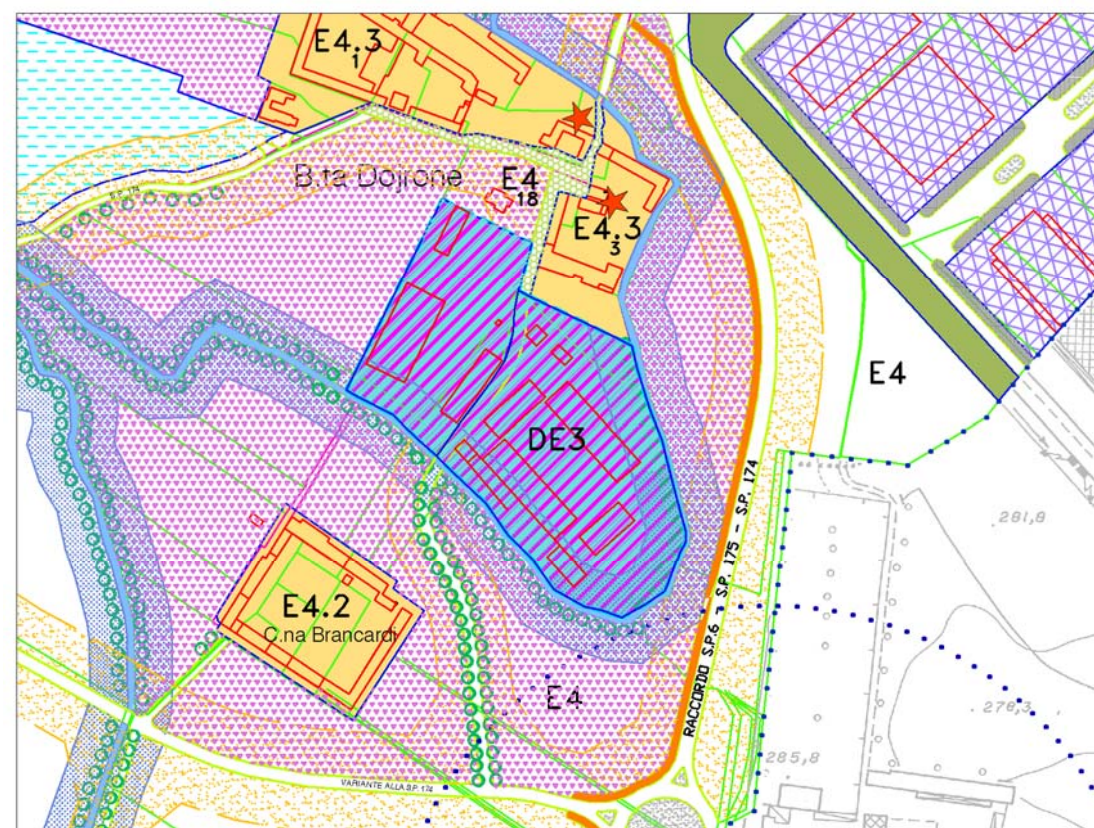 E4.3
1
S.P. 174
B.ta Dojrone
E4
18
E4.3
3
E4
DE3
RACCORDO S.P.6 - S.P. 175 - S.P. 174
281,8
E4.2
C.na Brancardi
E4
278,3
285,8
VARIANTE ALLA S.P. 174